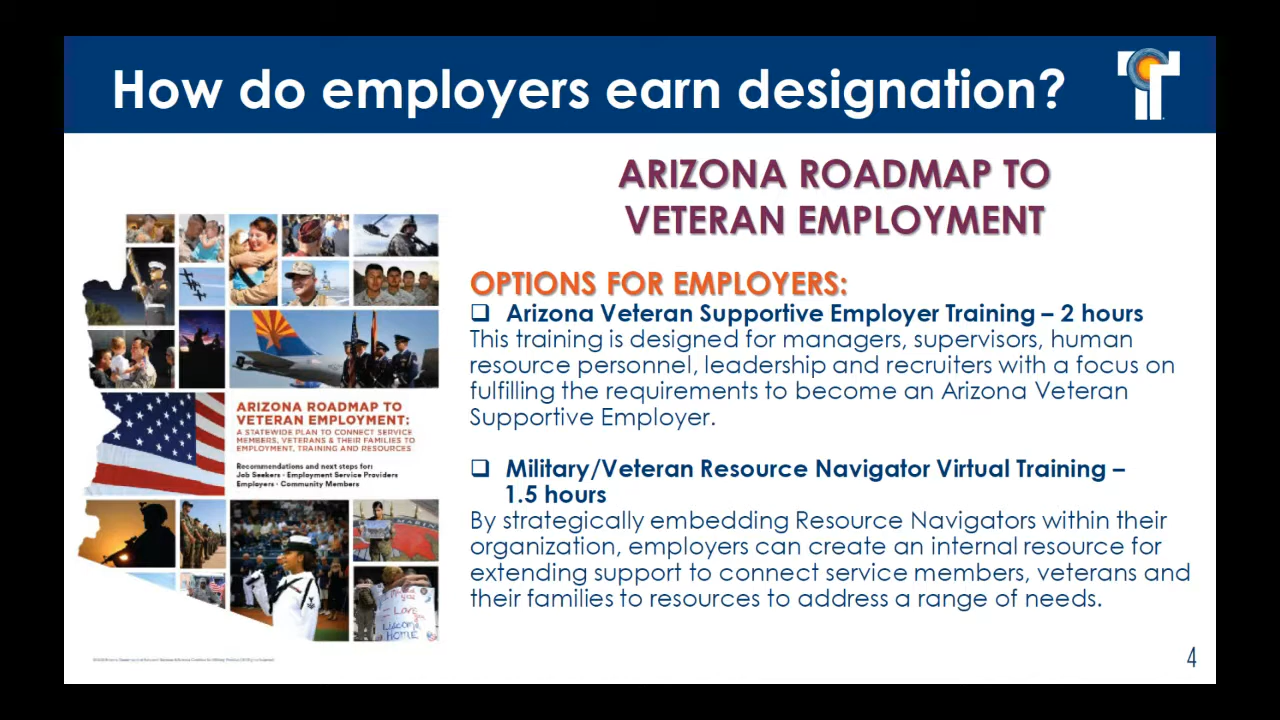 How do employers earn designation?
ARIZONA ROADMAP TO
VETERAN EMPLOYMENT
OPTIONS FOR EMPLOYERS:
❑ Arizona Veteran Supportive Employer Training – 2 hours
This training is designed for managers, supervisors, human
resource personnel, leadership and recruiters with a focus on
fulfilling the requirements to become an Arizona Veteran
Supportive Employer.
❑ Military/Veteran Resource Navigator Virtual Training –
1.5 hours
By strategically embedding Resource Navigators within their
organization, employers can create an internal resource for
extending support to connect service members, veterans and
their families to resources to address a range of needs.
ARIZONA ROADMAP TO
VETERAN EMPLOYMENT:
A STATEWIDE PLAN TO CONNECT SERVICE
MEMBERS, VETERANS & THEIR FAMILIES TO
EMPLOYMENT, TRAINING AND RESOURCES
Recommendations and next steps for:
Job Seekers · Employment Service Providers
Employers · Community Members
Love
WELCOME
HOME
4